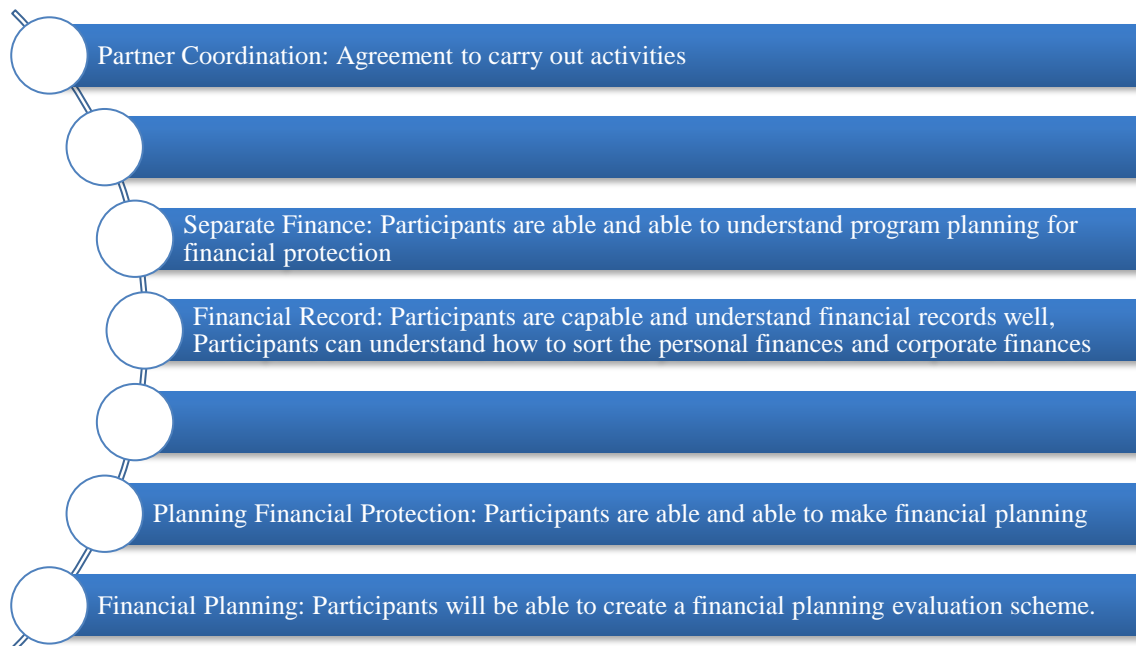 Partner Coordination: Agreement to carry out activities
Separate Finance: Participants are able and able to understand program planning for
financial protection
Financial Record: Participants are capable and understand financial records well,
Participants can understand how to sort the personal finances and corporate finances
Planning Financial Protection: Participants are able and able to make financial planning
Financial Planning: Participants will be able to create a financial planning evaluation scheme.